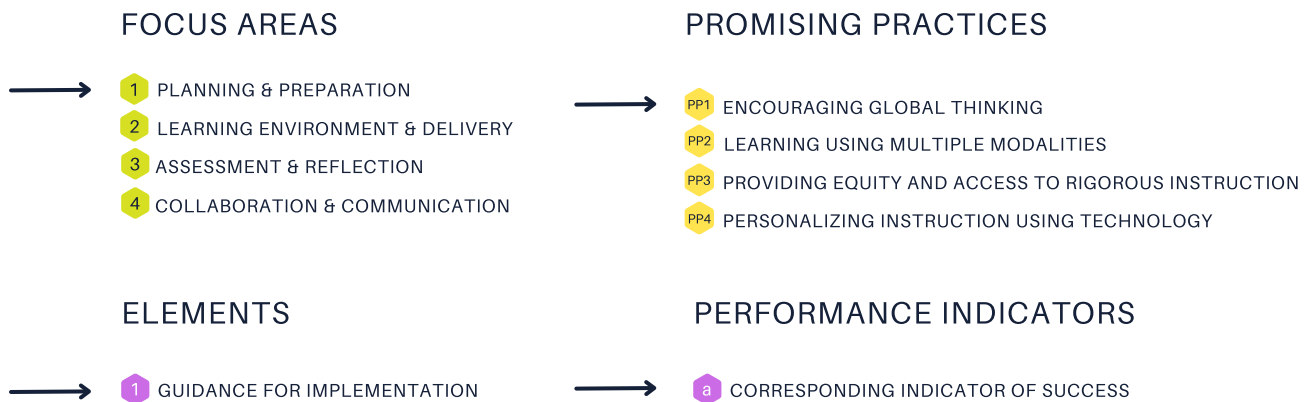 FOCUS AREAS
1 PLANNING & PREPARATION
2 LEARNING ENVIRONMENT & DELIVERY
3 ASSESSMENT & REFLECTION
4 COLLABORATION & COMMUNICATION
PROMISING PRACTICES
PP1 ENCOURAGING GLOBAL THINKING
PP2 LEARNING USING MULTIPLE MODALITIES
PP3 PROVIDING EQUITY AND ACCESS TO RIGOROUS INSTRUCTION
PP4 PERSONALIZING INSTRUCTION USING TECHNOLOGY
ELEMENTS
1 GUIDANCE FOR IMPLEMENTATION
PERFORMANCE INDICATORS
a CORRESPONDING INDICATOR OF SUCCESS